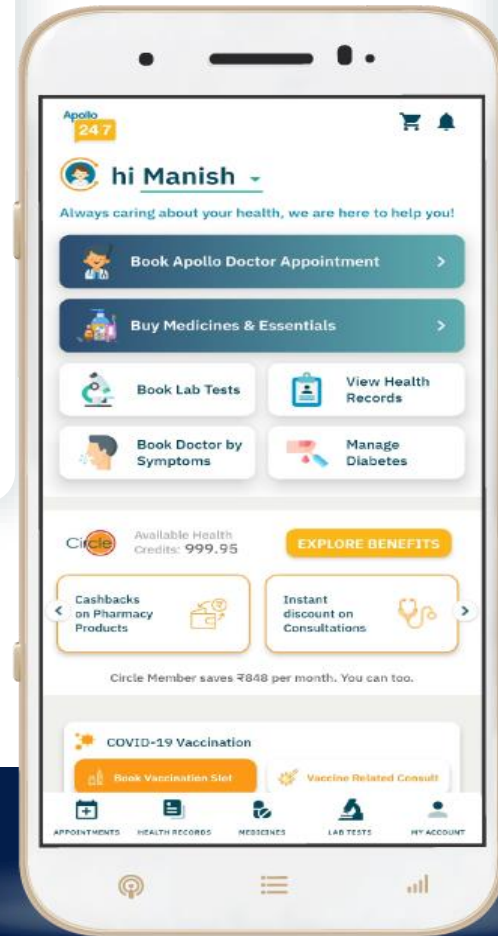 Apollo
24 7
hi Manish
Always caring about your health, we are here to help you!
Book Apollo Doctor Appointment
Buy Medicines & Essentials
Book Lab Tests
View Health
Records
Book Doctor by
Symptoms
Manage
Diabetes
Circle
Available Health
Credits: 999.95
EXPLORE BENEFITS
Cashbacks
on Pharmacy
Products
Instant
discount on
Consultations
Circle Member saves ₹848 per month. You can too.
COVID-19 Vaccination
Book Vaccination Slot
Vaccine Related Consult
APPOINTMENTS
HEALTH RECORDS
MEDICINES
LAB TESTS
MY ACCOUNT